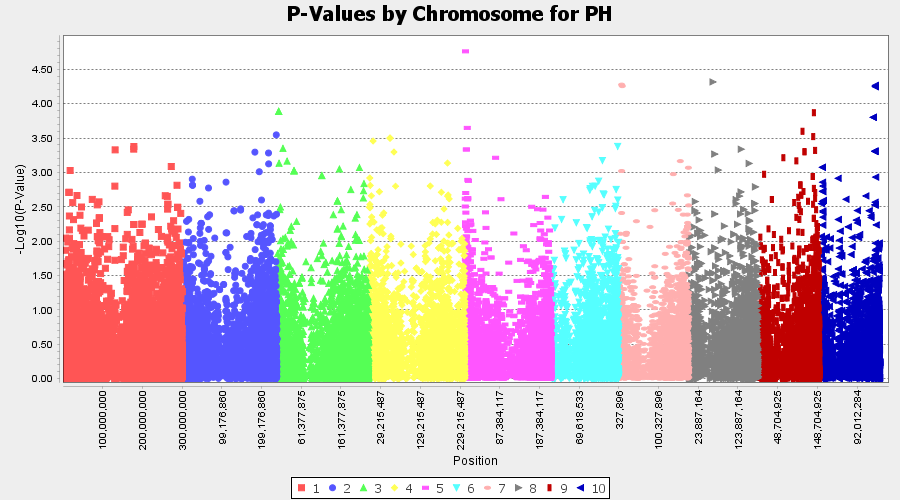 P-Values by Chromosome for PH
-Log10(P-Value)
4.50
4.00
3.50
3.00
2.50
2.00
1.50
1.00
0.50
0.00
100,000,000 200,000,000 300,000,000 99,176,860 199,176,860 61,377,875 161,377,875 29,215,487 129,215,487 229,215,487 87,384,117 187,384,117 69,618,533 327,896 100,327,896 23,887,164 123,887,164 48,704,925 148,704,925 92,012,284
Position
1 2 3 4 5 6 7 8 9 10